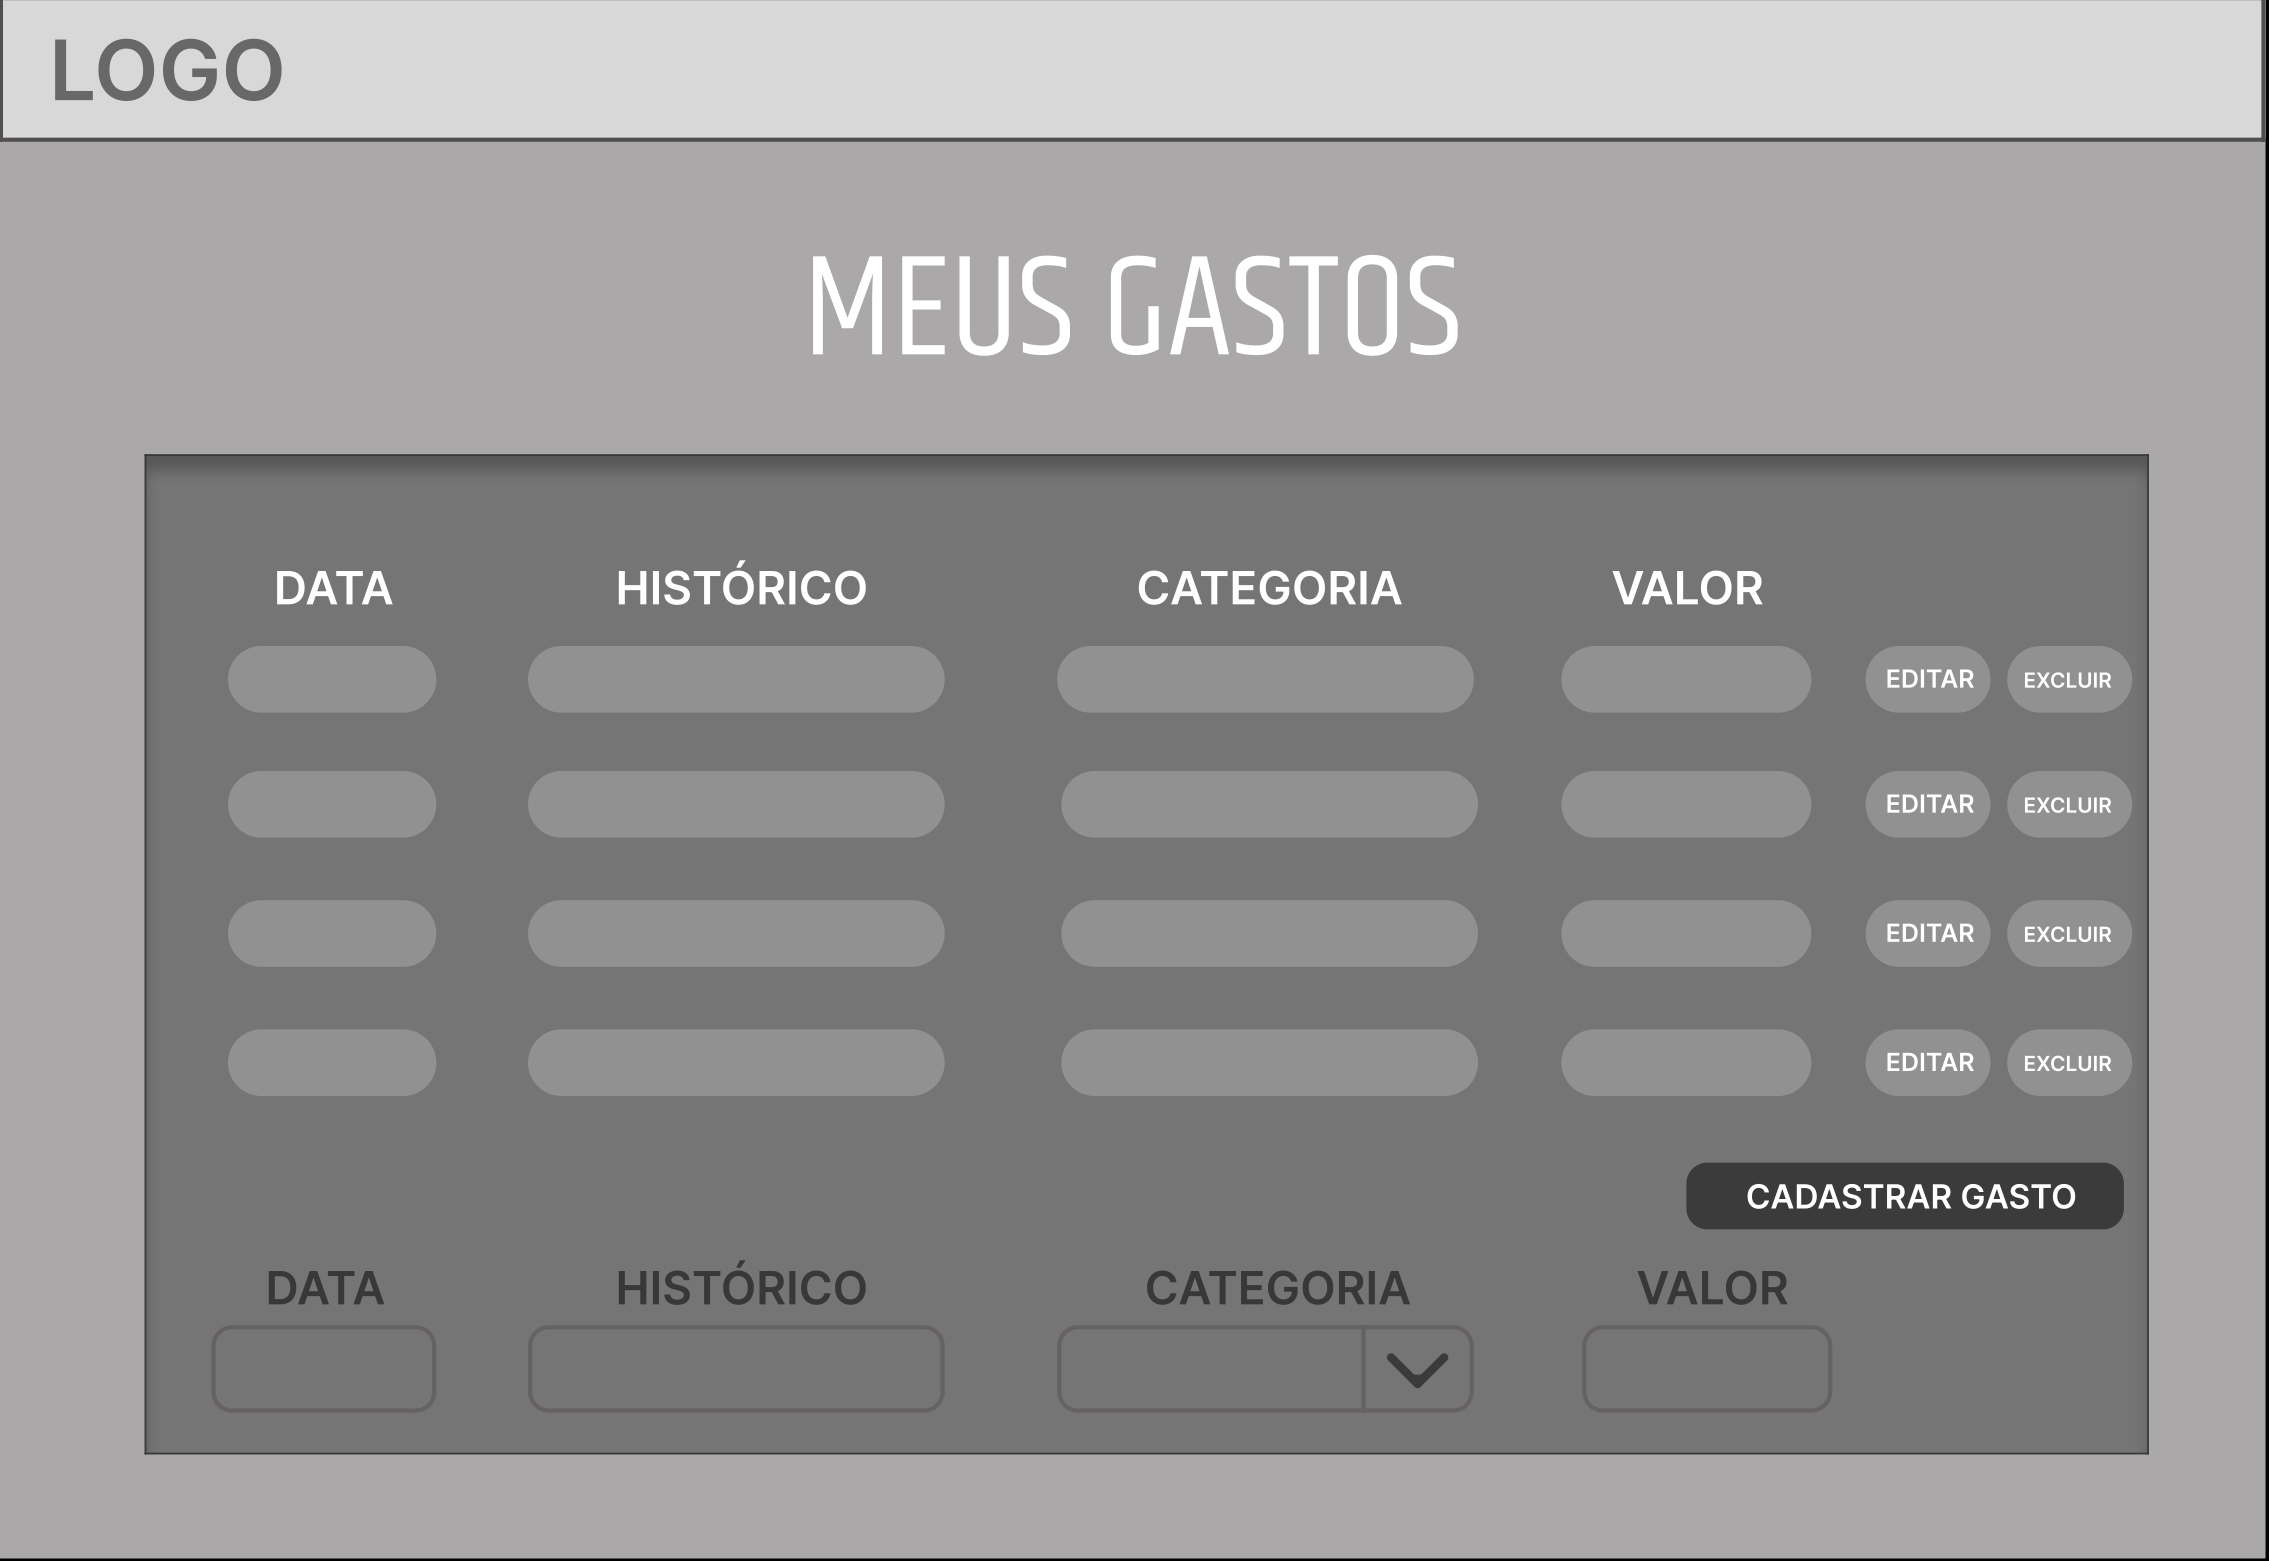 LOGO
MEUS GASTOS
DATA HISTÓRICO CATEGORIA VALOR
EDITAR EXCLUIR
EDITAR EXCLUIR
EDITAR EXCLUIR
EDITAR EXCLUIR
CADASTRAR GASTO
DATA HISTÓRICO CATEGORIA VALOR